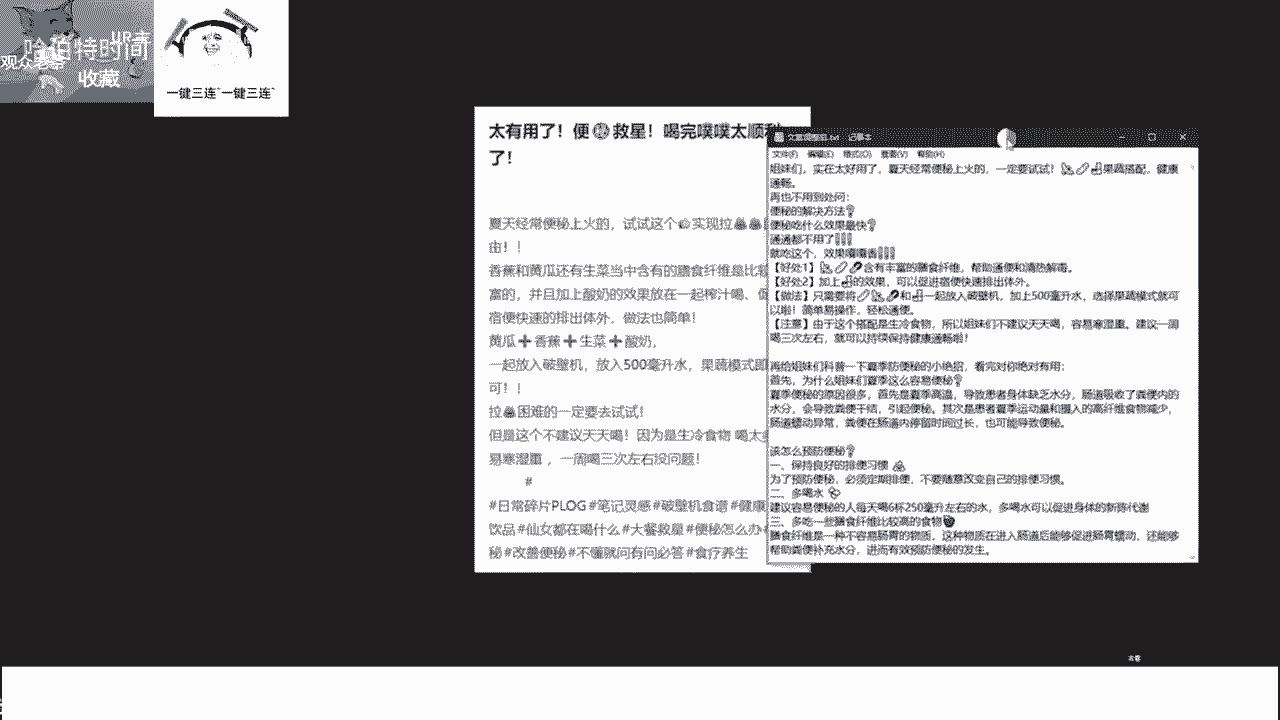 哈伯特时间
UP主
观众老爷
收藏
一键三连~一键三连~
太有用了！便㊙救星！喝完噗噗太顺利
了！
夏天经常便秘上火的，试试这个👉实现拉💩💩
由！！
香蕉和黄瓜还有生菜当中含有的膳食纤维是比较
富的，并且加上酸奶的效果放在一起榨汁喝、促
宿便快速的排出体外。做法也简单！
黄瓜➕香蕉➕生菜➕酸奶，
一起放入破壁机，放入500毫升水，果蔬模式即
可！！
拉💩困难的一定要去试试！
但是这个不建议天天喝！因为是生冷食物 喝太多
易寒湿重 ，一周喝三次左右没问题！
#
#日常碎片PLOG #笔记灵感 #破壁机食谱 #健康
饮品 #仙女都在喝什么 #大餐救星 #便秘怎么办
秘 #改善便秘 #不懂就问有问必答 #食疗养生
记事本
文件(F) 编辑(E) 格式(O) 查看(V) 帮助(H)
姐妹们，实在太好用了，夏天经常便秘上火的，一定要试试！果蔬搭配，健康
通畅。
再也不用到处问：
便秘的解决方法❓
便秘吃什么效果最快❓
通通都不用了❗❗❗
就吃这个，效果嘎嘎香❗❗❗
【好处1】含有丰富的膳食纤维，帮助通便和清热解毒。
【好处2】加上的效果，可以促进宿便快速排出体外。
【做法】只需要将和一起放入破壁机，加上500毫升水，选择果蔬模式就可
以啦！简单易操作，轻松通便。
【注意】由于这个搭配是生冷食物，所以姐妹们不建议天天喝，容易寒湿重。建议一周
喝三次左右，就可以持续保持健康通畅啦！
再给姐妹们科普一下夏季防便秘的小绝招，看完对你绝对有用：
首先，为什么姐妹们夏季这么容易便秘❓
夏季便秘的原因很多，首先是夏季高温，导致患者身体缺乏水分，肠道吸收了粪便内的
水分，会导致粪便干结，引起便秘。其次是患者夏季运动量和摄入的高纤维食物减少，
肠道蠕动异常，粪便在肠道内停留时间过长，也可能导致便秘。
该怎么预防便秘❓
一、保持良好的排便习惯 💩
为了预防便秘，必须定期排便，不要随意改变自己的排便习惯。
二、多喝水
建议容易便秘的人每天喝6杯250毫升左右的水，多喝水可以促进身体的新陈代谢
三、多吃一些膳食纤维比较高的食物
膳食纤维是一种不容易肠胃的物质，这种物质在进入肠道后能够促进肠胃蠕动，还能够
帮助粪便补充水分，进而有效预防便秘的发生。